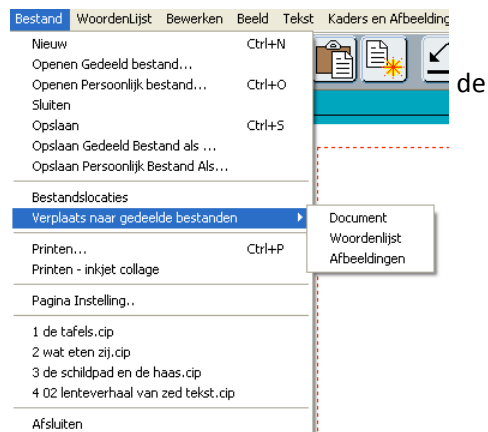 Bestand WoordenLijst Bewerken Beeld Tekst Kaders en Afbeelding
Nieuw Ctrl+N
Openen Gedeeld bestand...
Openen Persoonlijk bestand... Ctrl+O
de
Sluiten
Opslaan Ctrl+S
Opslaan Gedeeld Bestand als ...
Opslaan Persoonlijk Bestand Als...
Bestandslocaties
Verplaats naar gedeelde bestanden
Document
Woordenlijst
Afbeeldingen
Printen... Ctrl+P
Printen - inkjet collage
Pagina Instelling..
1 de tafels.cip
2 wat eten zij.cip
3 de schildpad en de haas.cip
4 02 lenteverhaal van zed tekst.cip
Afsluiten